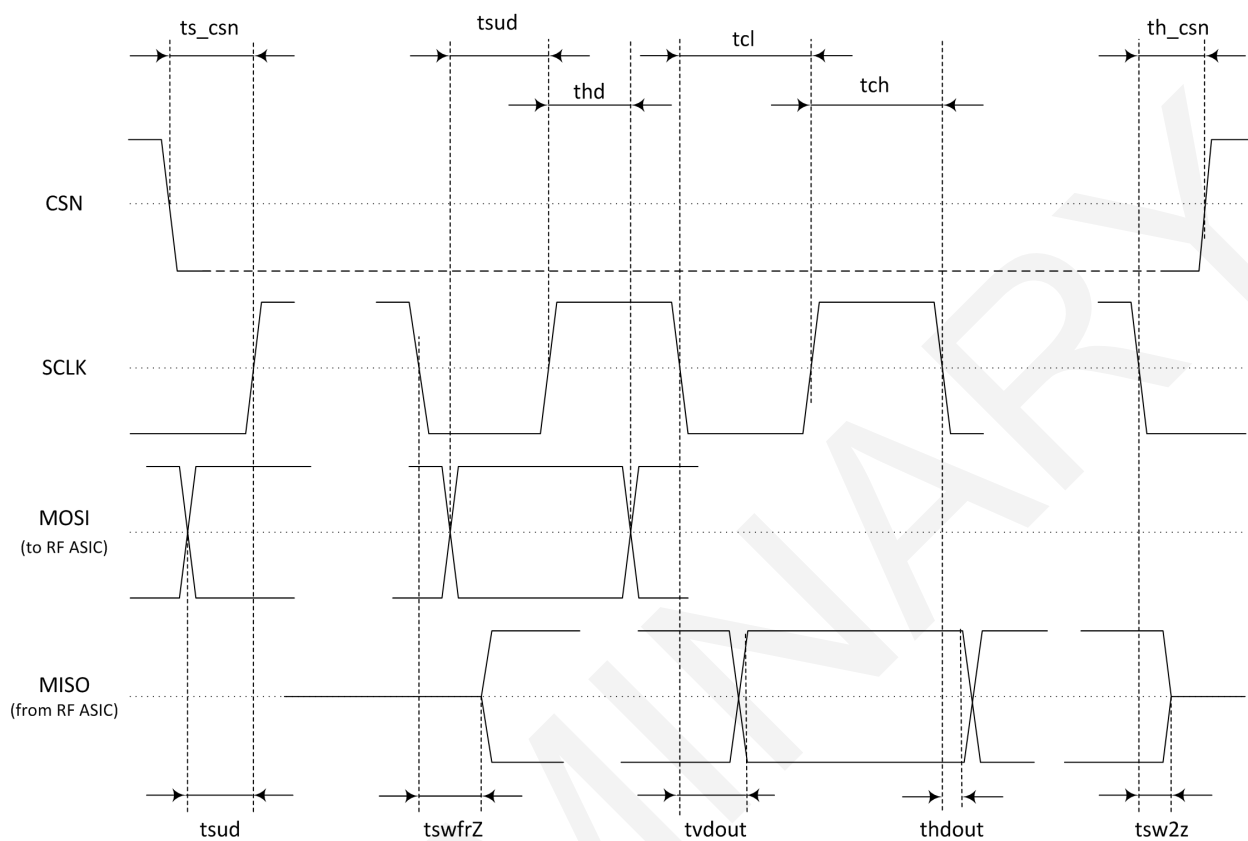 ts_csn
tsud
tcl
th_csn
thd
tch
CSN
SCLK
MOSI
(to RF ASIC)
MISO
(from RF ASIC)
tsud
tswfrZ
tvdout
thdout
tsw2z
MINARY